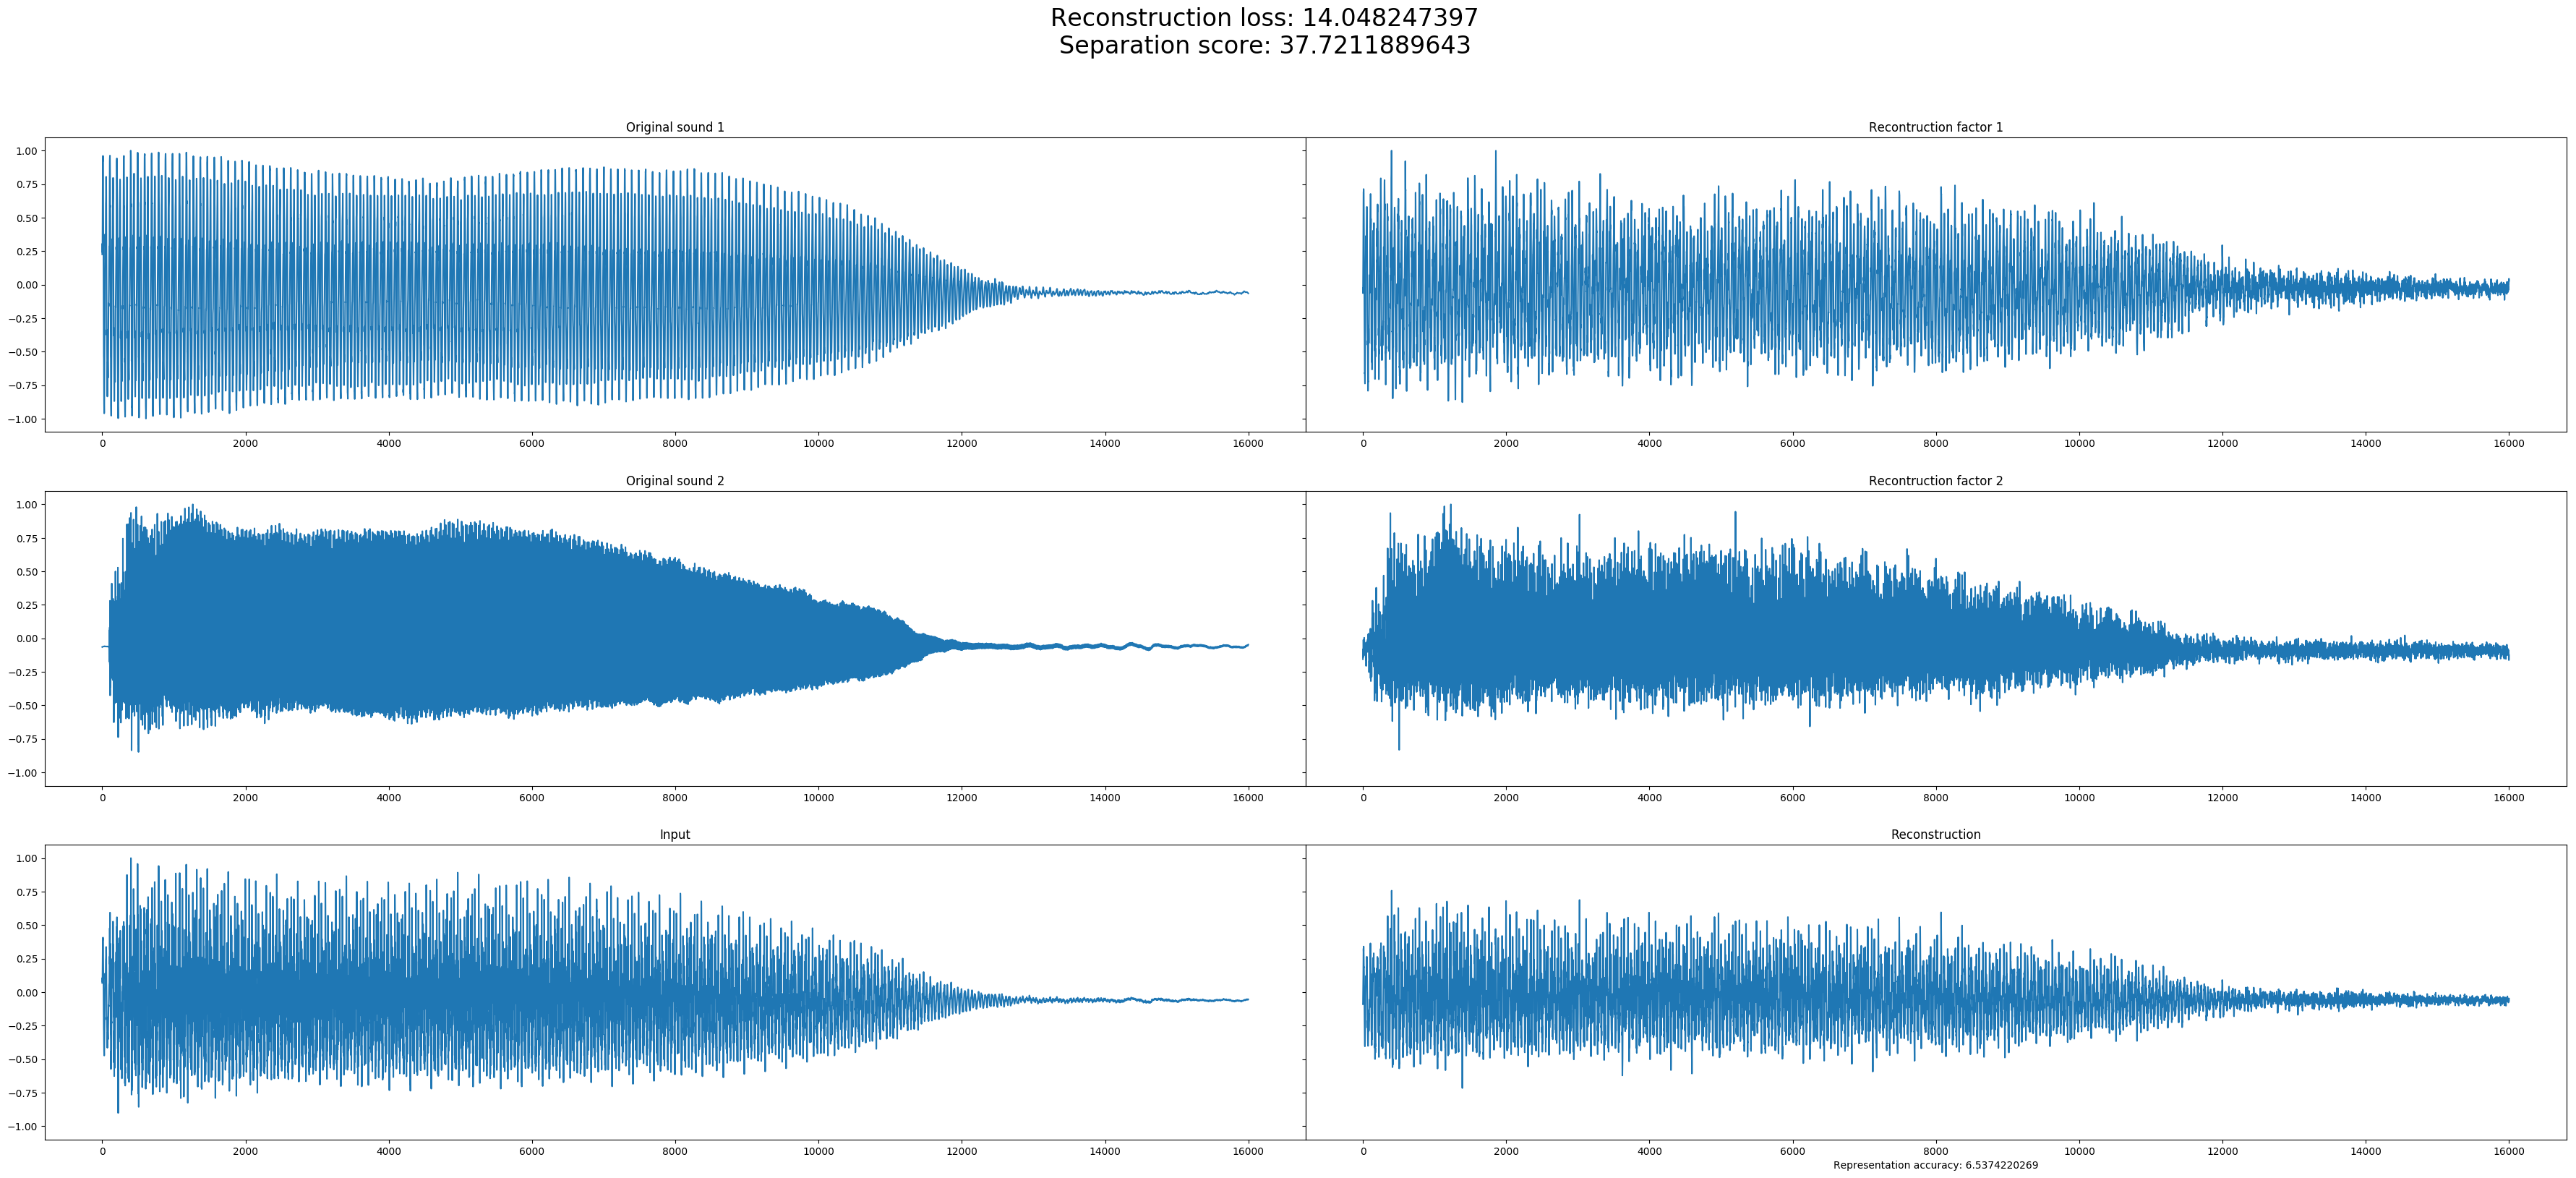 Reconstruction loss: 14.048247397
Separation score: 37.7211889643
Original sound 1
Recontruction factor 1
1.00
0.75
0.50
0.25
0.00
−0.25
−0.50
−0.75
−1.00
0 2000 4000 6000 8000 10000 12000 14000 16000
0 2000 4000 6000 8000 10000 12000 14000 16000
Original sound 2
Recontruction factor 2
1.00
0.75
0.50
0.25
0.00
−0.25
−0.50
−0.75
−1.00
0 2000 4000 6000 8000 10000 12000 14000 16000
0 2000 4000 6000 8000 10000 12000 14000 16000
Input
Reconstruction
1.00
0.75
0.50
0.25
0.00
−0.25
−0.50
−0.75
−1.00
0 2000 4000 6000 8000 10000 12000 14000 16000
0 2000 4000 6000 8000 10000 12000 14000 16000
Representation accuracy: 6.5374220269